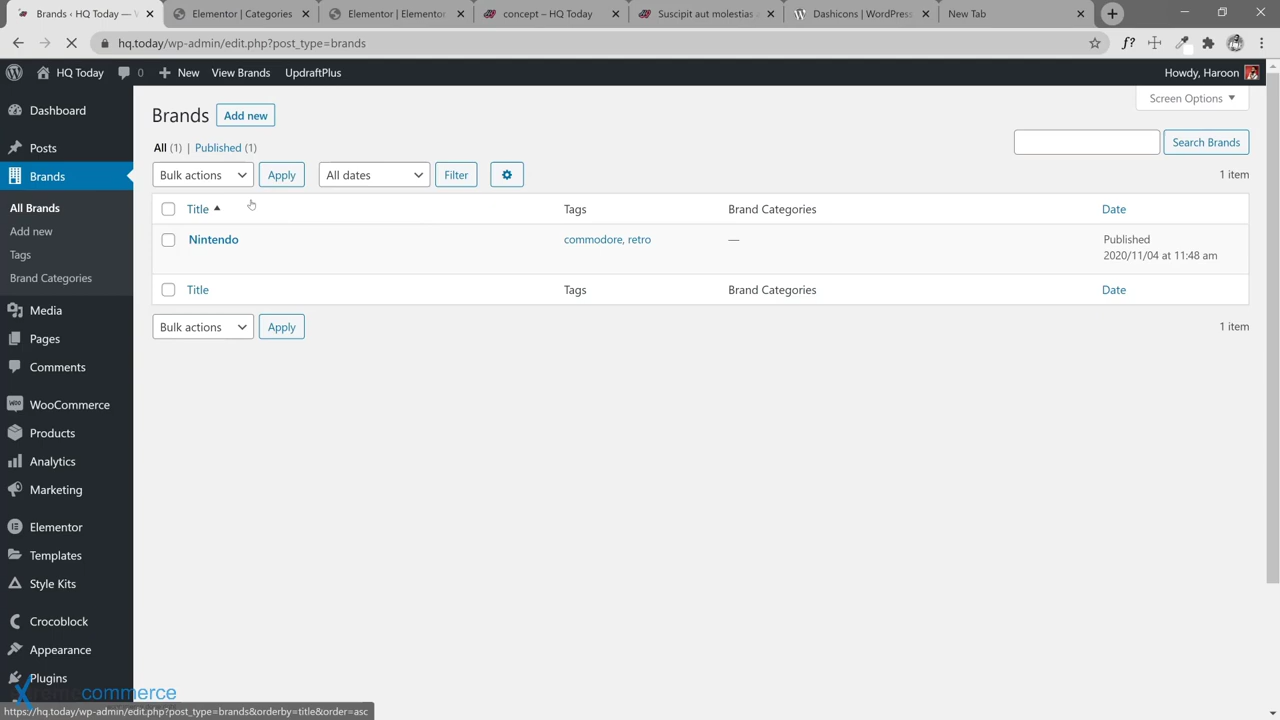 Brands ‹ HQ Today — W
Elementor | Categories
Elementor | Elementor
concept – HQ Today
Suscipit aut molestias
Dashicons | WordPress
New Tab
hq.today/wp-admin/edit.php?post_type=brands
HQ Today
0
New
View Brands
UpdraftPlus
Howdy, Haroon
Screen Options
Dashboard
Posts
Brands
All Brands
Add new
Tags
Brand Categories
Media
Pages
Comments
WooCommerce
Products
Analytics
Marketing
Elementor
Templates
Style Kits
Crocoblock
Appearance
Plugins
Brands
Add new
All (1) | Published (1)
Search Brands
Bulk actions
Apply
All dates
Filter
1 item
Title
Tags
Brand Categories
Date
Nintendo
commodore, retro
—
Published
2020/11/04 at 11:48 am
Title
Tags
Brand Categories
Date
Bulk actions
Apply
1 item
xtremecommerce
https://hq.today/wp-admin/edit.php?post_type=brands&orderby=title&order=asc